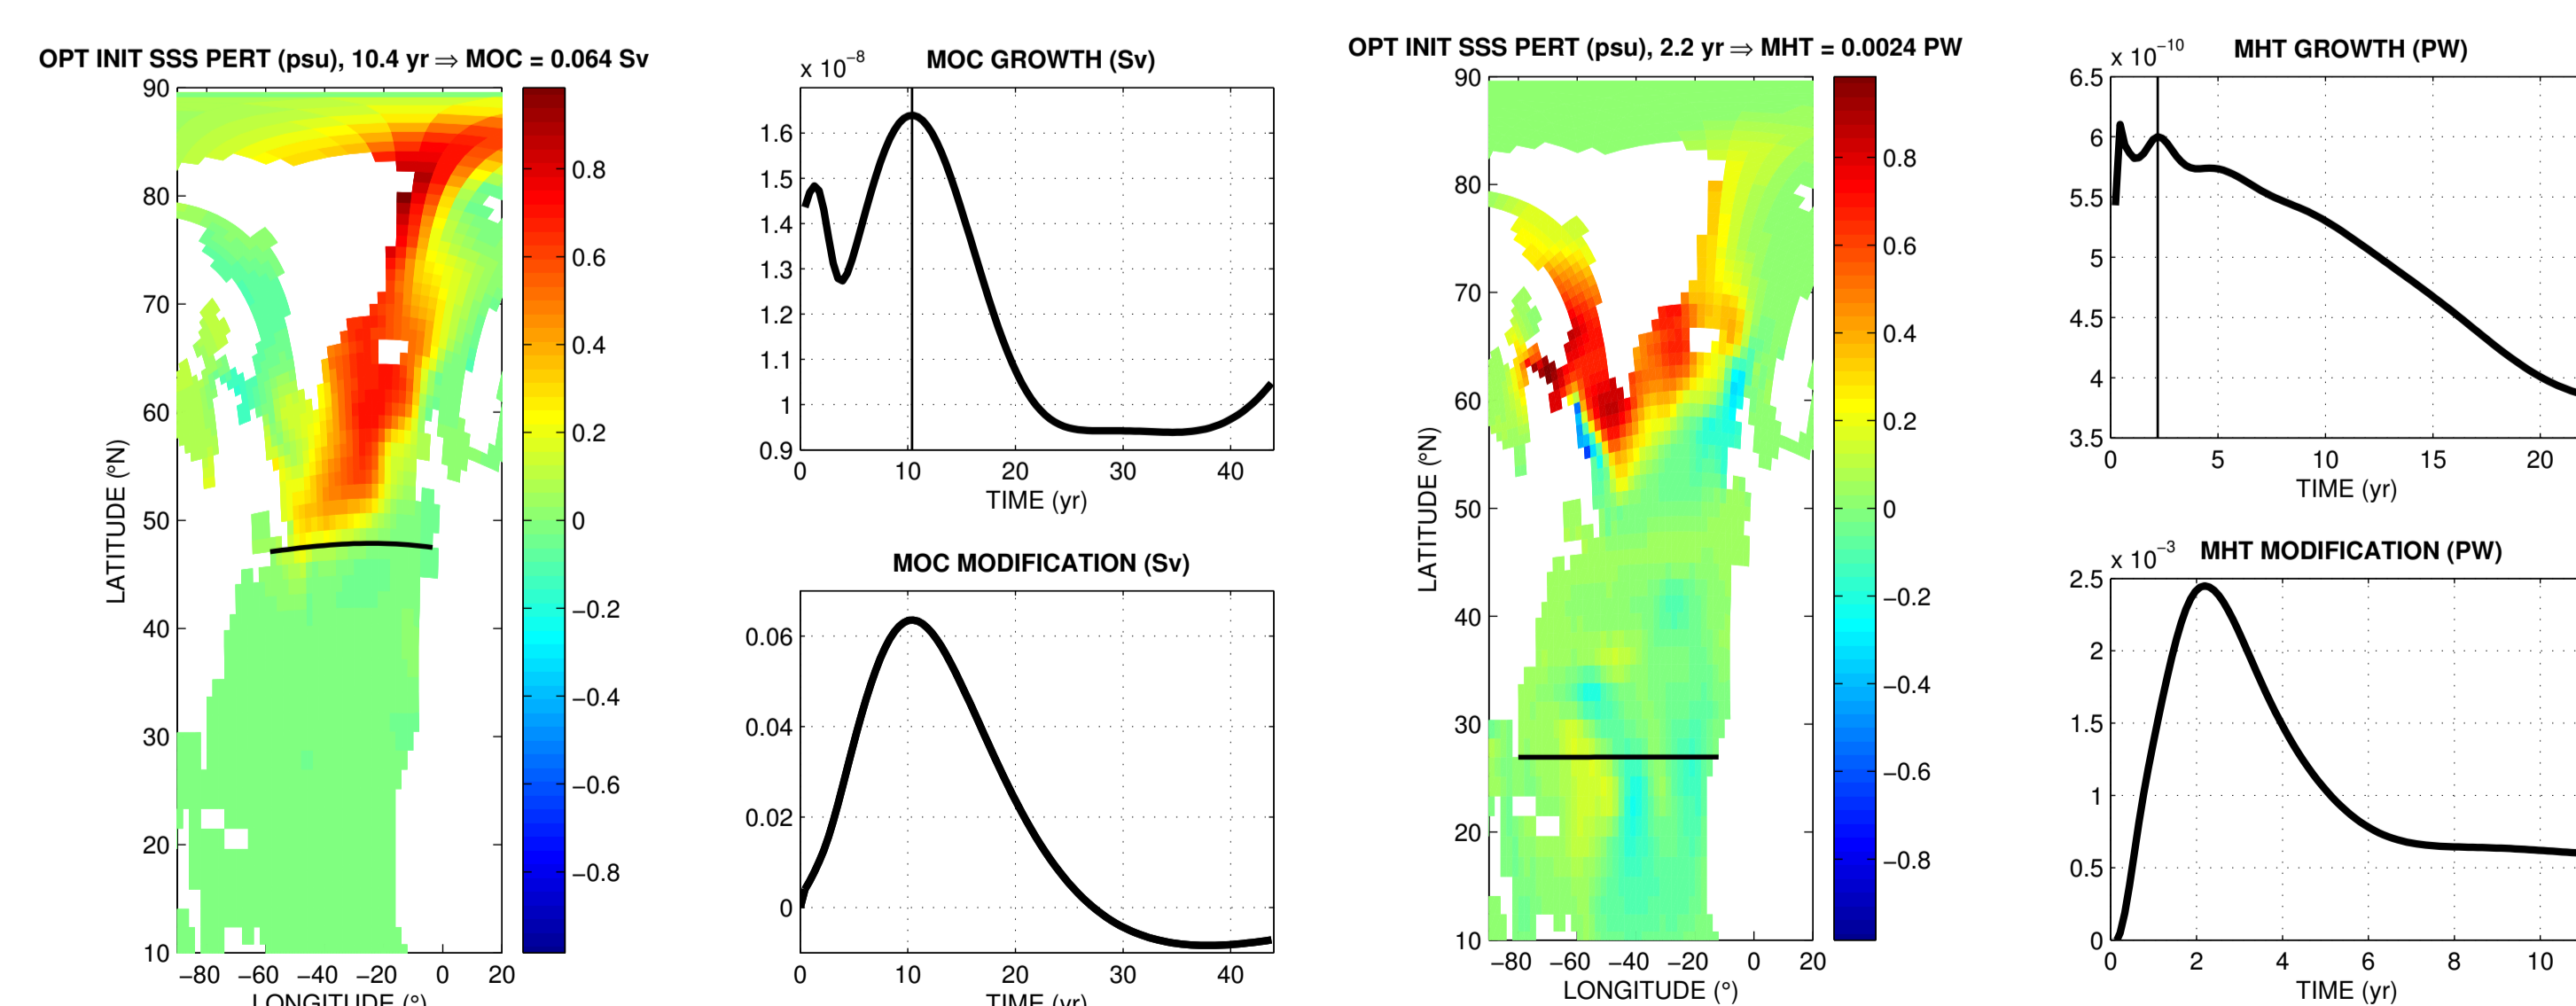 OPT INIT SSS PERT (psu), 10.4 yr ⇒ MOC = 0.064 Sv
90
80
70
60
50
40
30
20
10
LATITUDE (°N)
−80 −60 −40 −20 0 20
LONGITUDE (°)
0.8
0.6
0.4
0.2
0
−0.2
−0.4
−0.6
−0.8
x 10−8
MOC GROWTH (Sv)
1.6
1.5
1.4
1.3
1.2
1.1
1
0.9
0 10 20 30 40
TIME (yr)
MOC MODIFICATION (Sv)
0.06
0.04
0.02
0
0 10 20 30 40
TIME (yr)
OPT INIT SSS PERT (psu), 2.2 yr ⇒ MHT = 0.0024 PW
90
80
70
60
50
40
30
20
10
LATITUDE (°N)
−80 −60 −40 −20 0 20
LONGITUDE (°)
0.8
0.6
0.4
0.2
0
−0.2
−0.4
−0.6
−0.8
x 10−10
MHT GROWTH (PW)
6.5
6
5.5
5
4.5
4
3.5
0 5 10 15 20
TIME (yr)
x 10−3
MHT MODIFICATION (PW)
2.5
2
1.5
1
0.5
0
0 2 4 6 8 10
TIME (yr)